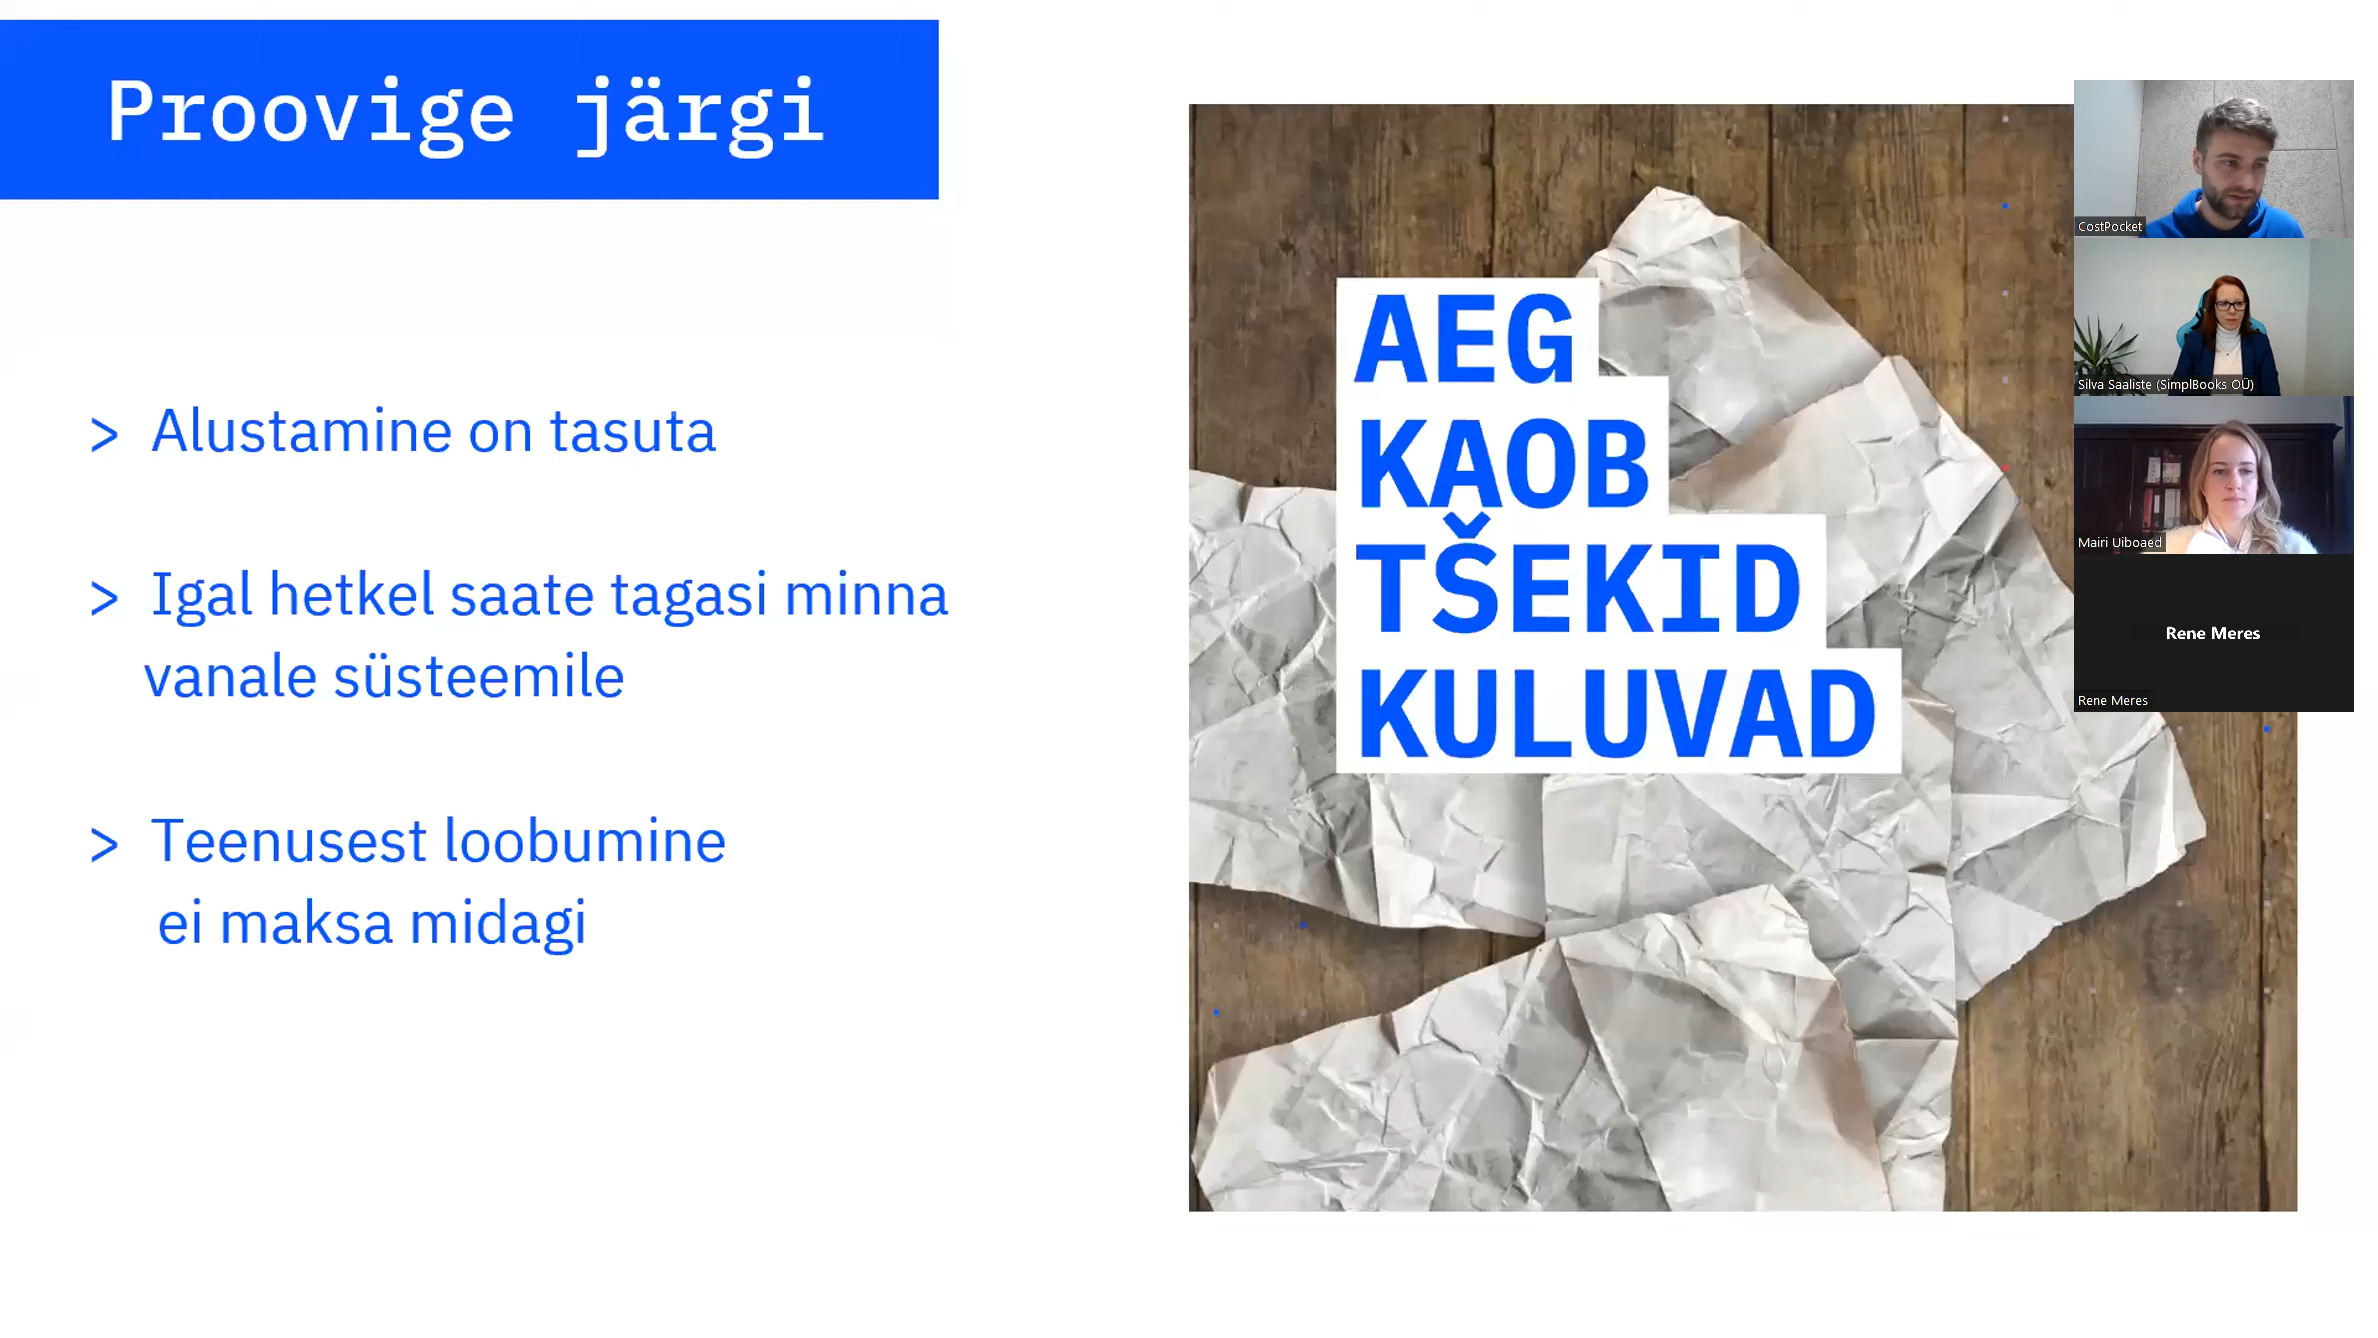 Proovige järgi
> Alustamine on tasuta
> Igal hetkel saate tagasi minna
vanale süsteemile
> Teenusest loobumine
ei maksa midagi
AEG
KAOB
TŠEKID
KULUVAD
CostPocket
Silva Saaliste (SimplBooks OÜ)
Mairi Uiboaed
Rene Meres
Rene Meres